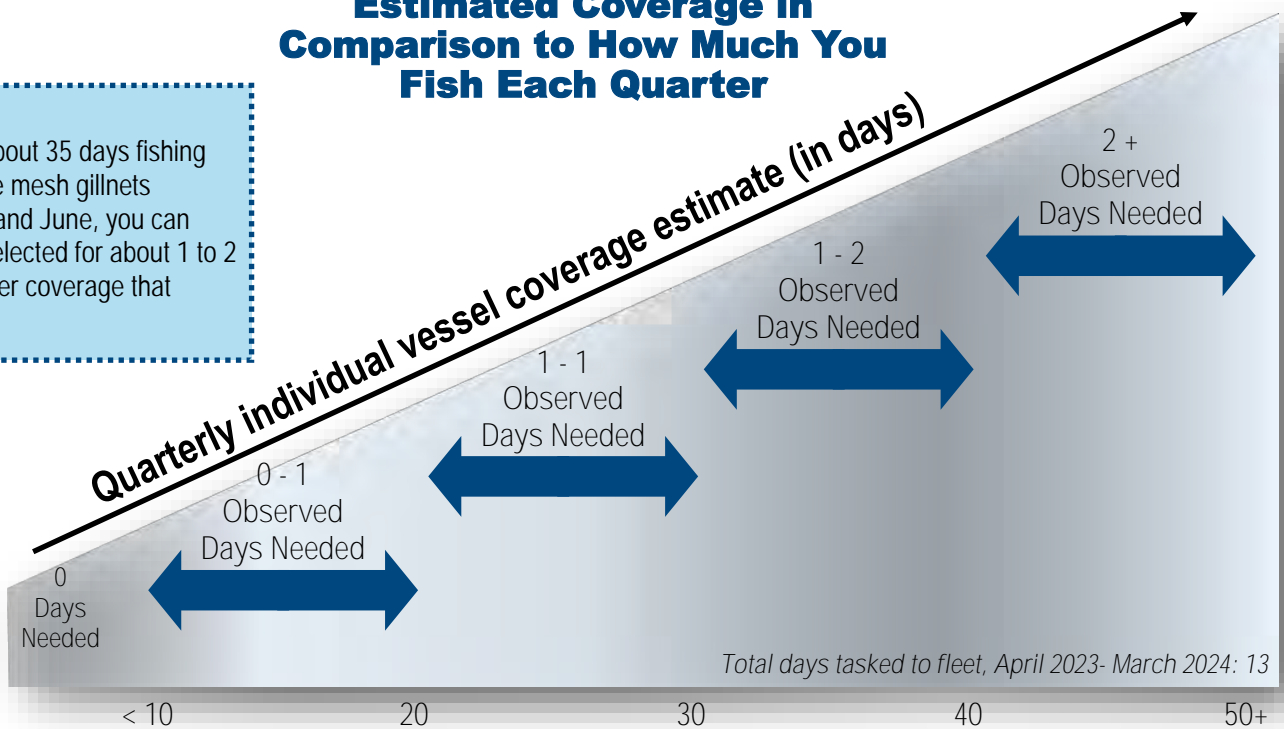 Estimated Coverage in
Comparison to How Much You
Fish Each Quarter
bout 35 days fishing
e mesh gillnets
and June, you can
elected for about 1 to 2
er coverage that
Quarterly individual vessel coverage estimate (in days)
2 +
Observed
Days Needed
1 - 2
Observed
Days Needed
1 - 1
Observed
Days Needed
0 - 1
Observed
Days Needed
0
Days
Needed
Total days tasked to fleet, April 2023- March 2024: 13
< 10 20 30 40 50+